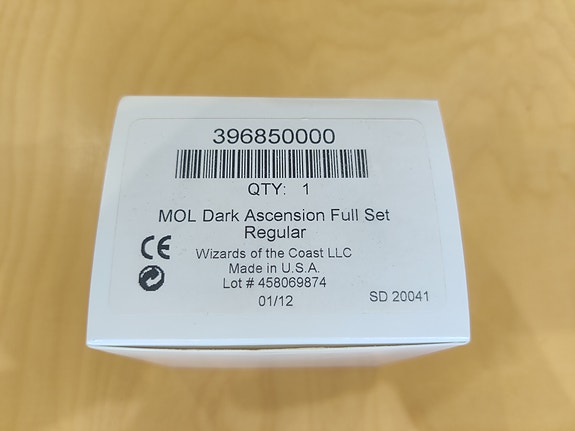 396850000
QTY: 1
MOL Dark Ascension Full Set
Regular
CE
Wizards of the Coast LLC
Made in U.S.A.
Lot # 458069874
01/12
SD 20041